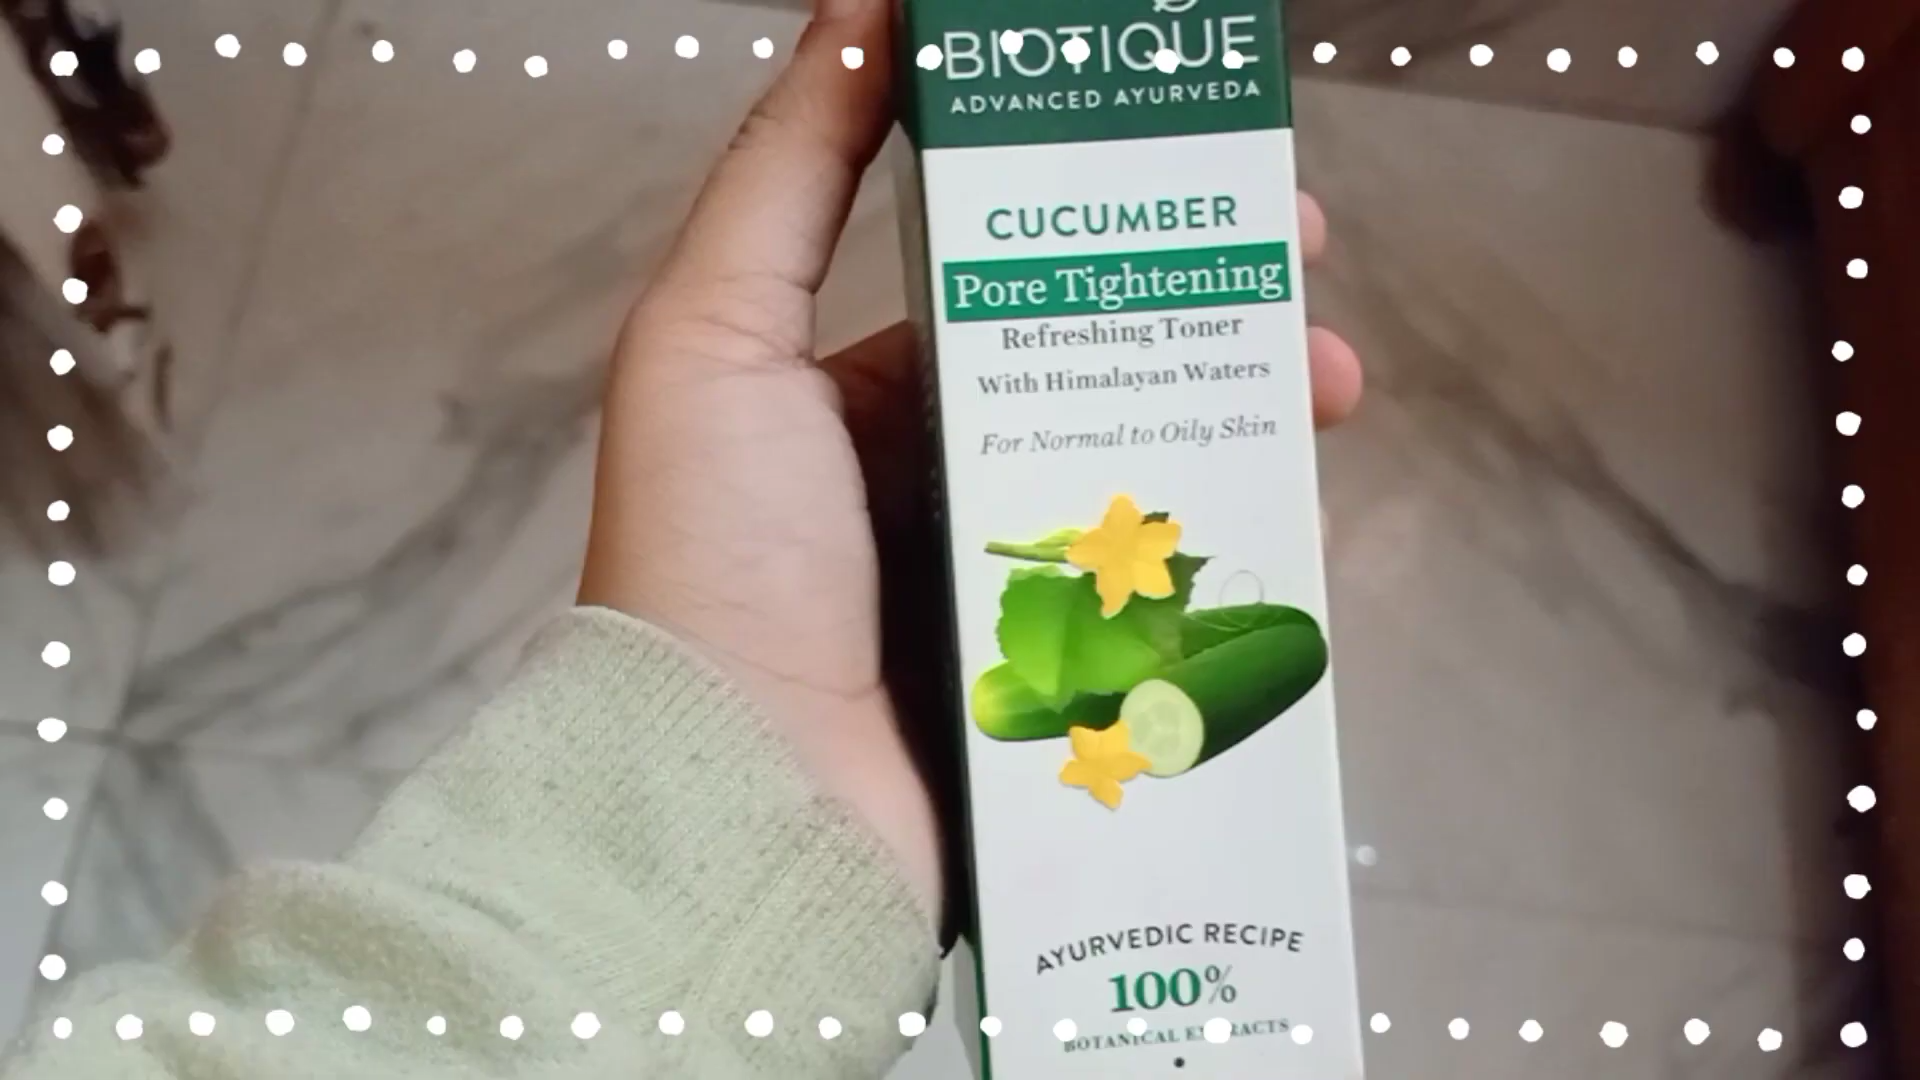 BIOTIQUE
ADVANCED AYURVEDA
CUCUMBER
Pore Tightening
Refreshing Toner
With Himalayan Waters
For Normal to Oily Skin
AYURVEDIC RECIPE
100%
BOTANICAL EXTRACTS